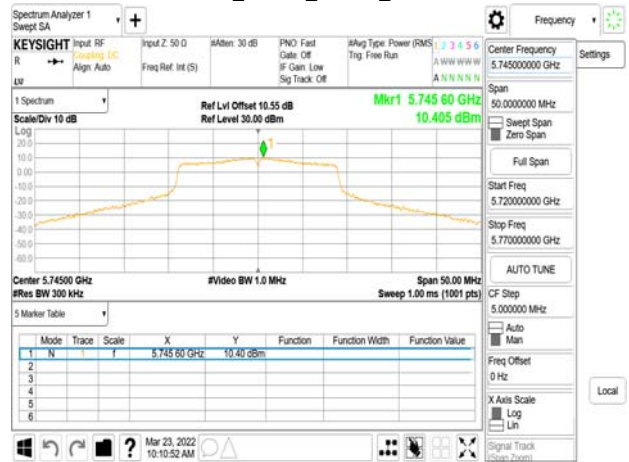 Spectrum Analyzer 1
Swept SA
+
Frequency
KEYSIGHT
R
Input: RF
Coupling: DC
Align: Auto
Input Z: 50 Ω
Freq Ref: Int (S)
#Atten: 30 dB
PNO: Fast
Gate: Off
IF Gain: Low
Sig Track: Off
#Avg Type: Power (RMS
Trig: Free Run
1 2 3 4 5 6
A W W W W W
A N N N N N
1 Spectrum
Scale/Div 10 dB
Ref Lvl Offset 10.55 dB
Ref Level 30.00 dBm
Mkr1 5.745 60 GHz
10.405 dBm
Log
20.0
10.0
0.00
-10.0
-20.0
-30.0
-40.0
-50.0
-60.0
1
Center 5.74500 GHz
#Res BW 300 kHz
#Video BW 1.0 MHz
Span 50.00 MHz
Sweep 1.00 ms (1001 pts)
5 Marker Table
Mode Trace Scale X Y Function Function Width Function Value
1 N 1 f 5.745 60 GHz 10.40 dBm
2
3
4
5
6
Mar 23, 2022
10:10:52 AM
?
Center Frequency
5.745000000 GHz
Settings
Span
50.0000000 MHz
Swept Span
Zero Span
Full Span
Start Freq
5.720000000 GHz
Stop Freq
5.770000000 GHz
AUTO TUNE
CF Step
5.000000 MHz
Auto
Man
Freq Offset
0 Hz
X Axis Scale
Log
Lin
Local
Signal Track
(Span Zoom)